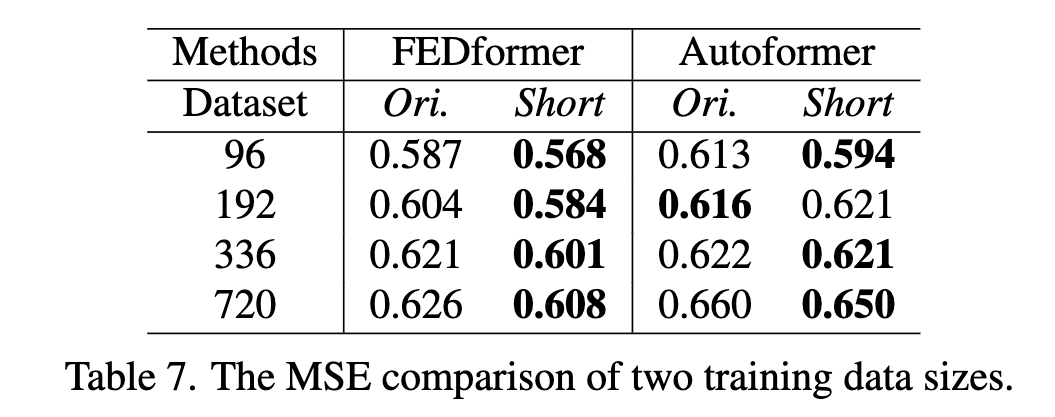 Methods FEDformer Autoformer
Dataset Ori. Short Ori. Short
96 0.587 0.568 0.613 0.594
192 0.604 0.584 0.616 0.621
336 0.621 0.601 0.622 0.621
720 0.626 0.608 0.660 0.650
Table 7. The MSE comparison of two training data sizes.